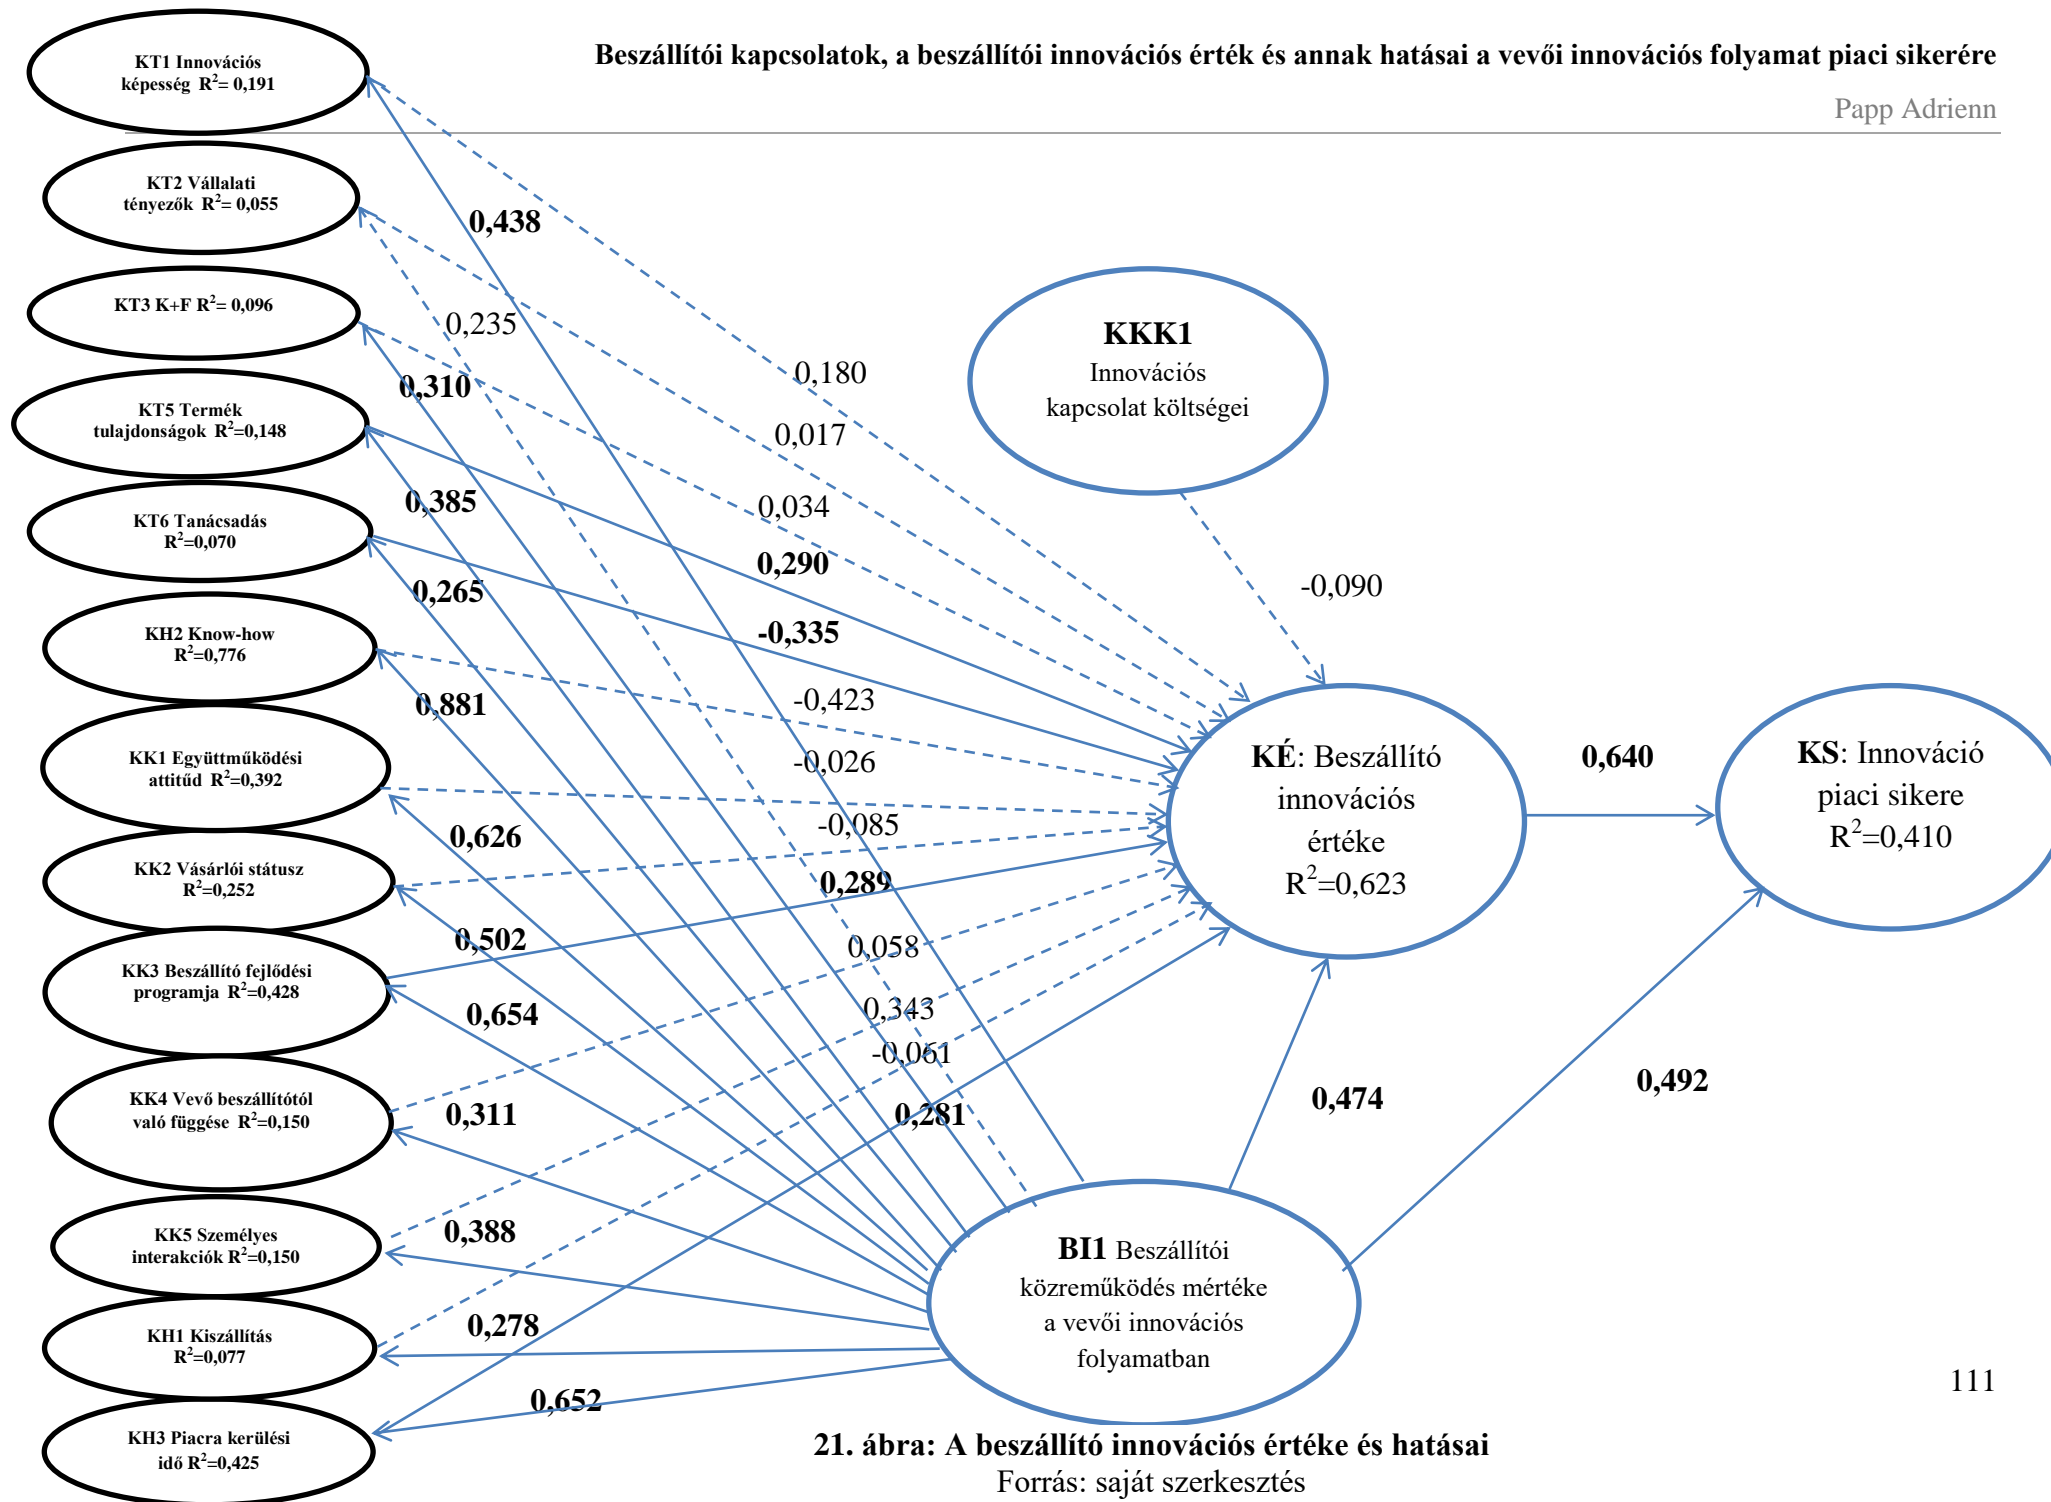 Beszállítói kapcsolatok, a beszállítói innovációs érték és annak hatásai a vevői innovációs folyamat piaci sikerére
Papp Adrienn
KT1 Innovációs
képesség R²= 0,191
KT2 Vállalati
tényezők R²= 0,055
KT3 K+F R²= 0,096
KT5 Termék
tulajdonságok R²=0,148
KT6 Tanácsadás
R²=0,070
KH2 Know-how
R²=0,776
KK1 Együttműködési
attitűd R²=0,392
KK2 Vásárlói státusz
R²=0,252
KK3 Beszállító fejlődési
programja R²=0,428
KK4 Vevő beszállítótól
való függése R²=0,150
KK5 Személyes
interakciók R²=0,150
KH1 Kiszállítás
R²=0,077
KH3 Piacra kerülési
idő R²=0,425
0,438
0,235
0,310
0,385
0,265
0,881
0,626
0,502
0,654
0,311
0,388
0,278
0,652
0,180
0,017
0,034
0,290
-0,335
-0,423
-0,026
-0,085
0,289
0,058
0,343
-0,061
0,281
KKK1
Innovációs
kapcsolat költségei
-0,090
KÉ: Beszállító
innovációs
értéke
R²=0,623
0,640
KS: Innováció
piaci sikere
R²=0,410
0,474
0,492
BI1 Beszállítói
közreműködés mértéke
a vevői innovációs
folyamatban
21. ábra: A beszállító innovációs értéke és hatásai
Forrás: saját szerkesztés
111